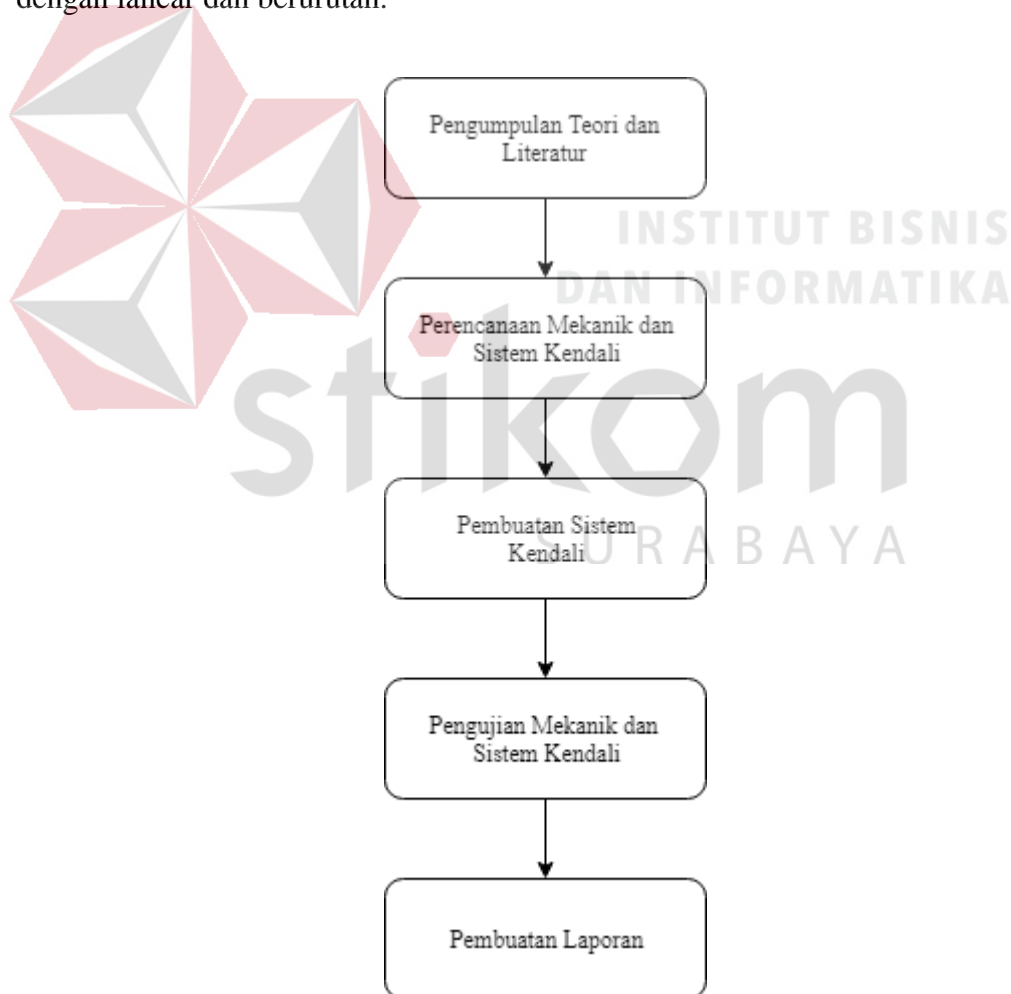 dengan lancar dan berurutan.
Pengumpulan Teori dan
Literatur
INSTITUT BISNIS
DAN INFORMATIKA
Perencanaan Mekanik dan
Sistem Kendali
stikom
Pembuatan Sistem
Kendali
SURABAYA
Pengujian Mekanik dan
Sistem Kendali
Pembuatan Laporan